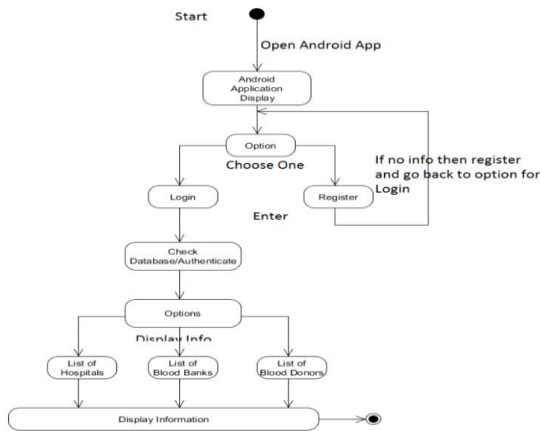 Start
Open Android App
Android
Application
Display
Option
Choose One
If no info then register
and go back to option for
Login
Login
Register
Enter
Check
Database/Authenticate
Options
Display Info
List of
Hospitals
List of
Blood Banks
List of
Blood Donors
Display Information